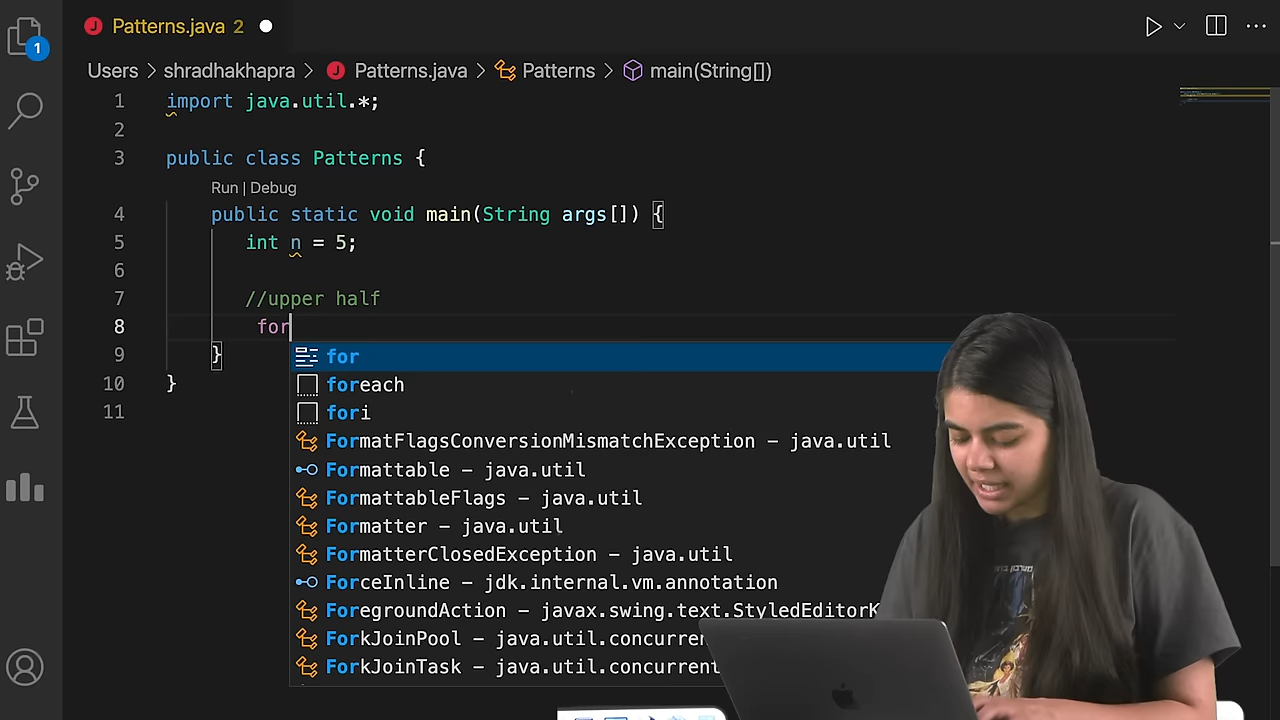 Patterns.java 2
1
Users > shradhakhapra > Patterns.java > Patterns > main(String[])
1 import java.util.*;
2
3 public class Patterns {
Run | Debug
4 public static void main(String args[]) {
5 int n = 5;
6
7 //upper half
8 for
9 }
10 }
11
for
foreach
fori
FormatFlagsConversionMismatchException – java.util
Formattable – java.util
FormattableFlags – java.util
Formatter – java.util
FormatterClosedException – java.util
ForceInline – jdk.internal.vm.annotation
ForegroundAction – javax.swing.text.StyledEditorK
ForkJoinPool – java.util.concurren
ForkJoinTask – java.util.concurrent